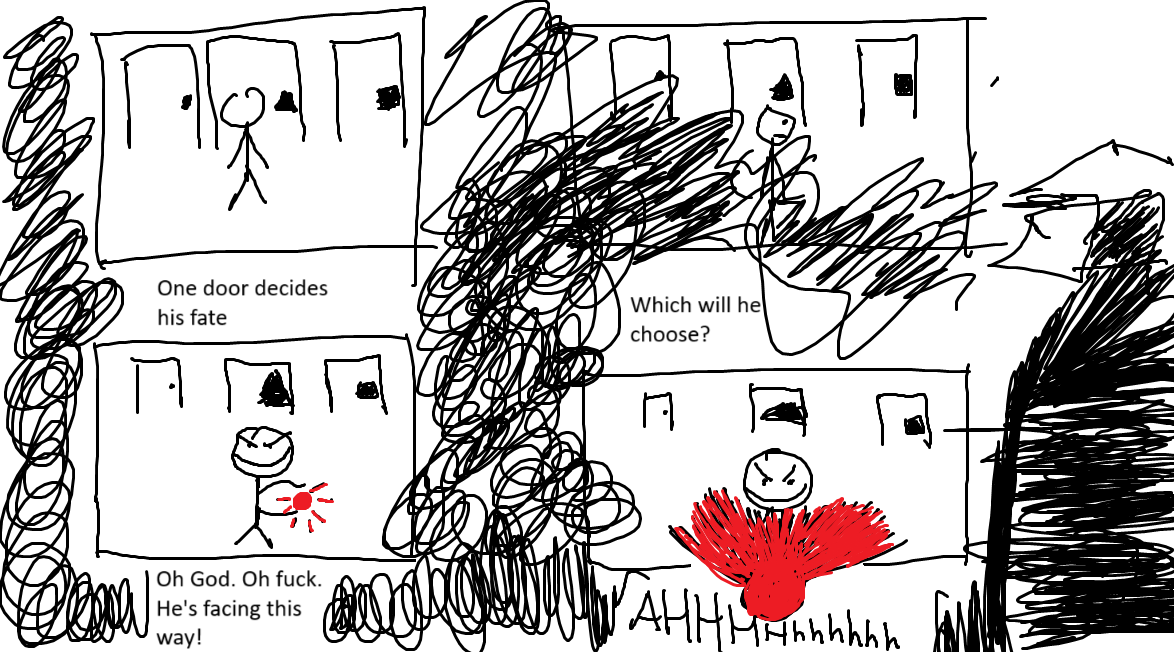 One door decides
his fate
Which will he
choose?
Oh God. Oh fuck.
He's facing this
way!
AHHHHhhhhhh